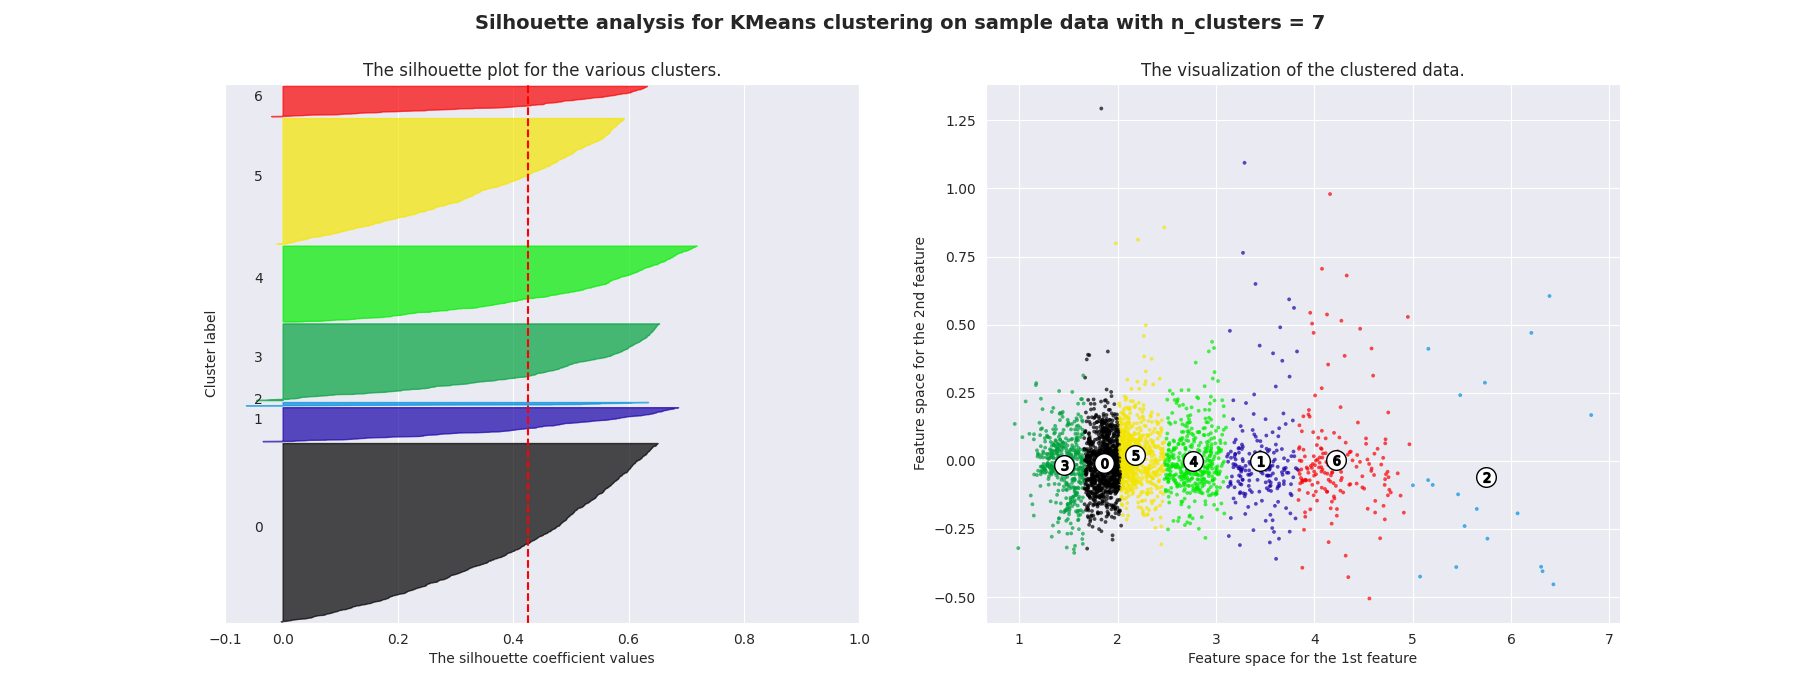 Silhouette analysis for KMeans clustering on sample data with n_clusters = 7
The silhouette plot for the various clusters.
6
5
4
3
2
1
0
Cluster label
−0.1 0.0 0.2 0.4 0.6 0.8 1.0
The silhouette coefficient values
The visualization of the clustered data.
1.25
1.00
0.75
0.50
0.25
0.00
−0.25
−0.50
Feature space for the 2nd feature
3 0 5 4 1 6 2
1 2 3 4 5 6 7
Feature space for the 1st feature